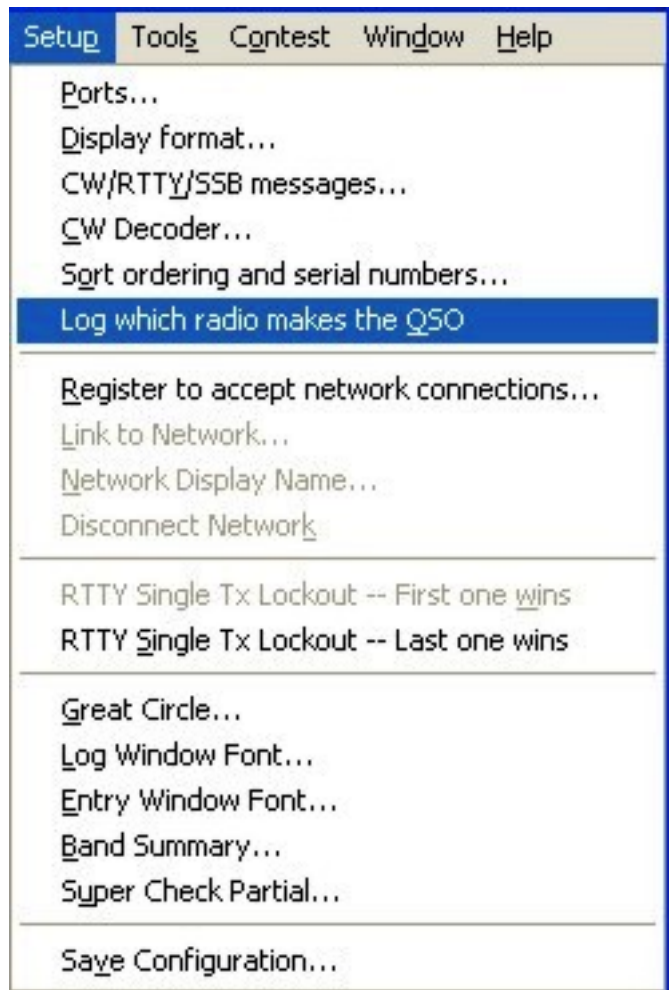 Setup Tools Contest Window Help
Ports...
Display format...
CW/RTTY/SSB messages...
CW Decoder...
Sort ordering and serial numbers...
Log which radio makes the QSO
Register to accept network connections...
Link to Network...
Network Display Name...
Disconnect Network
RTTY Single Tx Lockout -- First one wins
RTTY Single Tx Lockout -- Last one wins
Great Circle...
Log Window Font...
Entry Window Font...
Band Summary...
Super Check Partial...
Save Configuration...